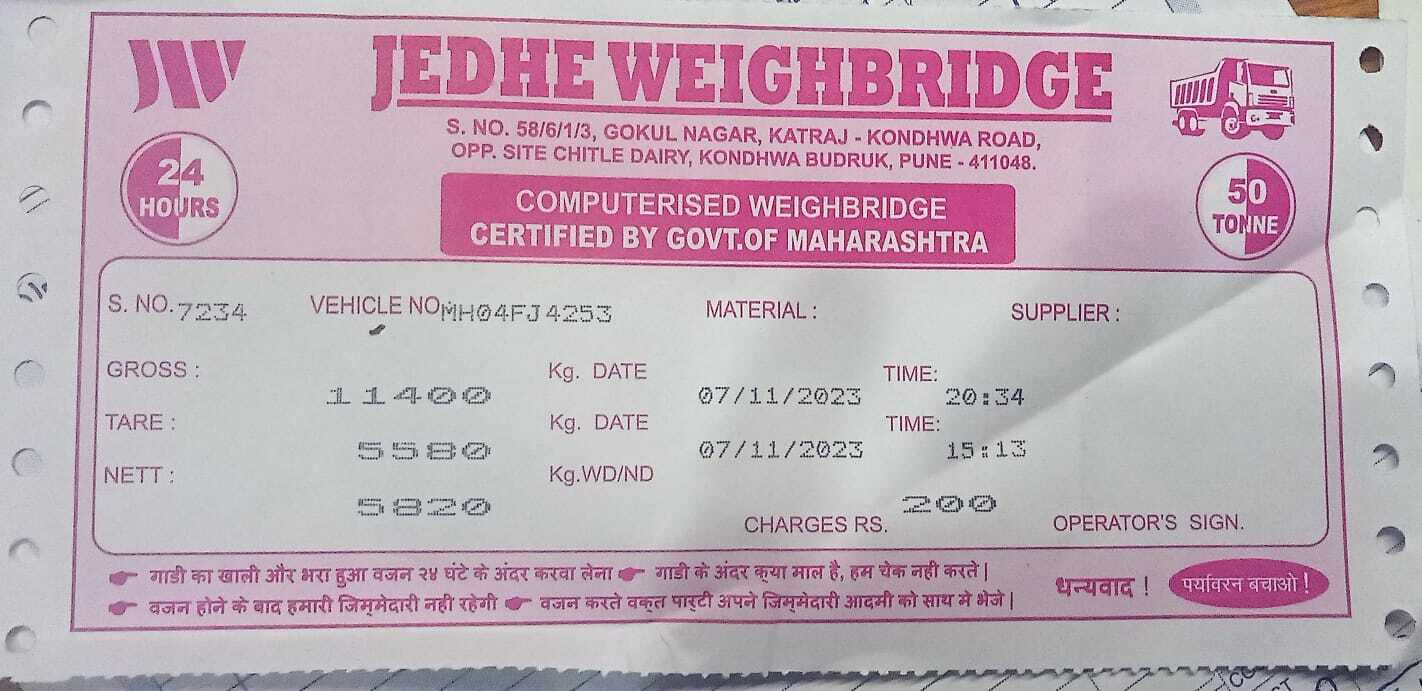 JW
JEDHE WEIGHBRIDGE
S. NO. 58/6/1/3, GOKUL NAGAR, KATRAJ - KONDHWA ROAD,
OPP. SITE CHITLE DAIRY, KONDHWA BUDRUK, PUNE - 411048.
24 HOURS
50 TONNE
COMPUTERISED WEIGHBRIDGE
CERTIFIED BY GOVT.OF MAHARASHTRA
S. NO. 7234 VEHICLE NO MH04FJ4253 MATERIAL : SUPPLIER :
GROSS : 11400 Kg. DATE 07/11/2023 TIME: 20:34
TARE : 5580 Kg. DATE 07/11/2023 TIME: 15:13
NETT : 5820 Kg.WD/ND
CHARGES RS. 200 OPERATOR'S SIGN.
गाडी का खाली और भरा हुआ वजन २४ घंटे के अंदर करवा लेना गाडी के अंदर क्या माल है, हम चेक नही करते |
वजन होने के बाद हमारी जिम्मेदारी नही रहेगी वजन करते वक्त पार्टी अपने जिम्मेदारी आदमी को साथ मे भेजे |
धन्यवाद ! पर्यावरन बचाओ !